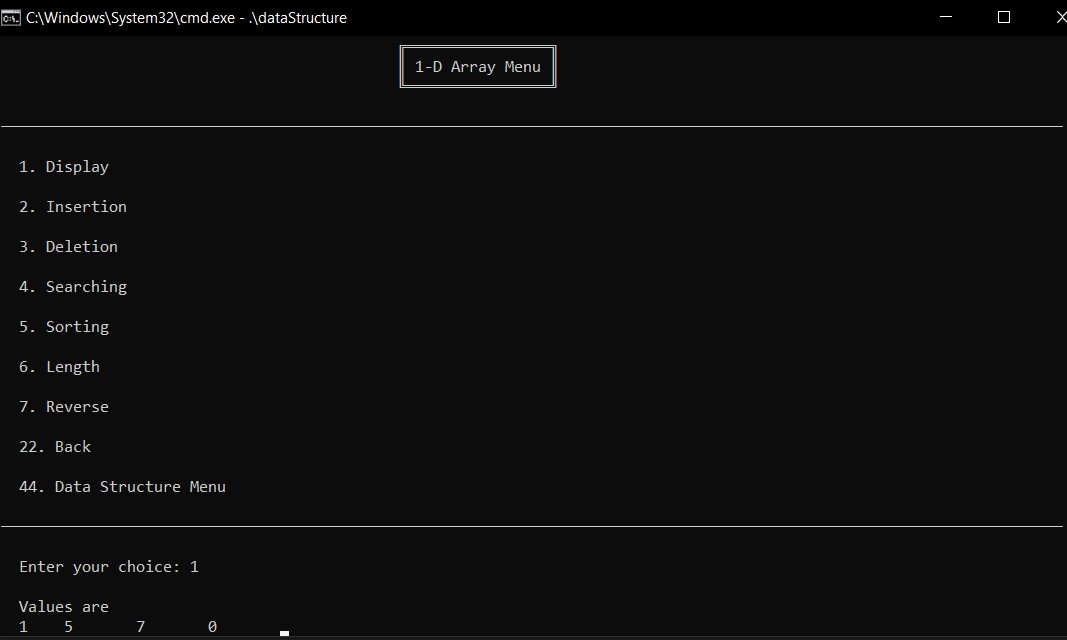 C:\Windows\System32\cmd.exe - .\dataStructure
1-D Array Menu
1. Display
2. Insertion
3. Deletion
4. Searching
5. Sorting
6. Length
7. Reverse
22. Back
44. Data Structure Menu
Enter your choice: 1
Values are
1 5 7 0